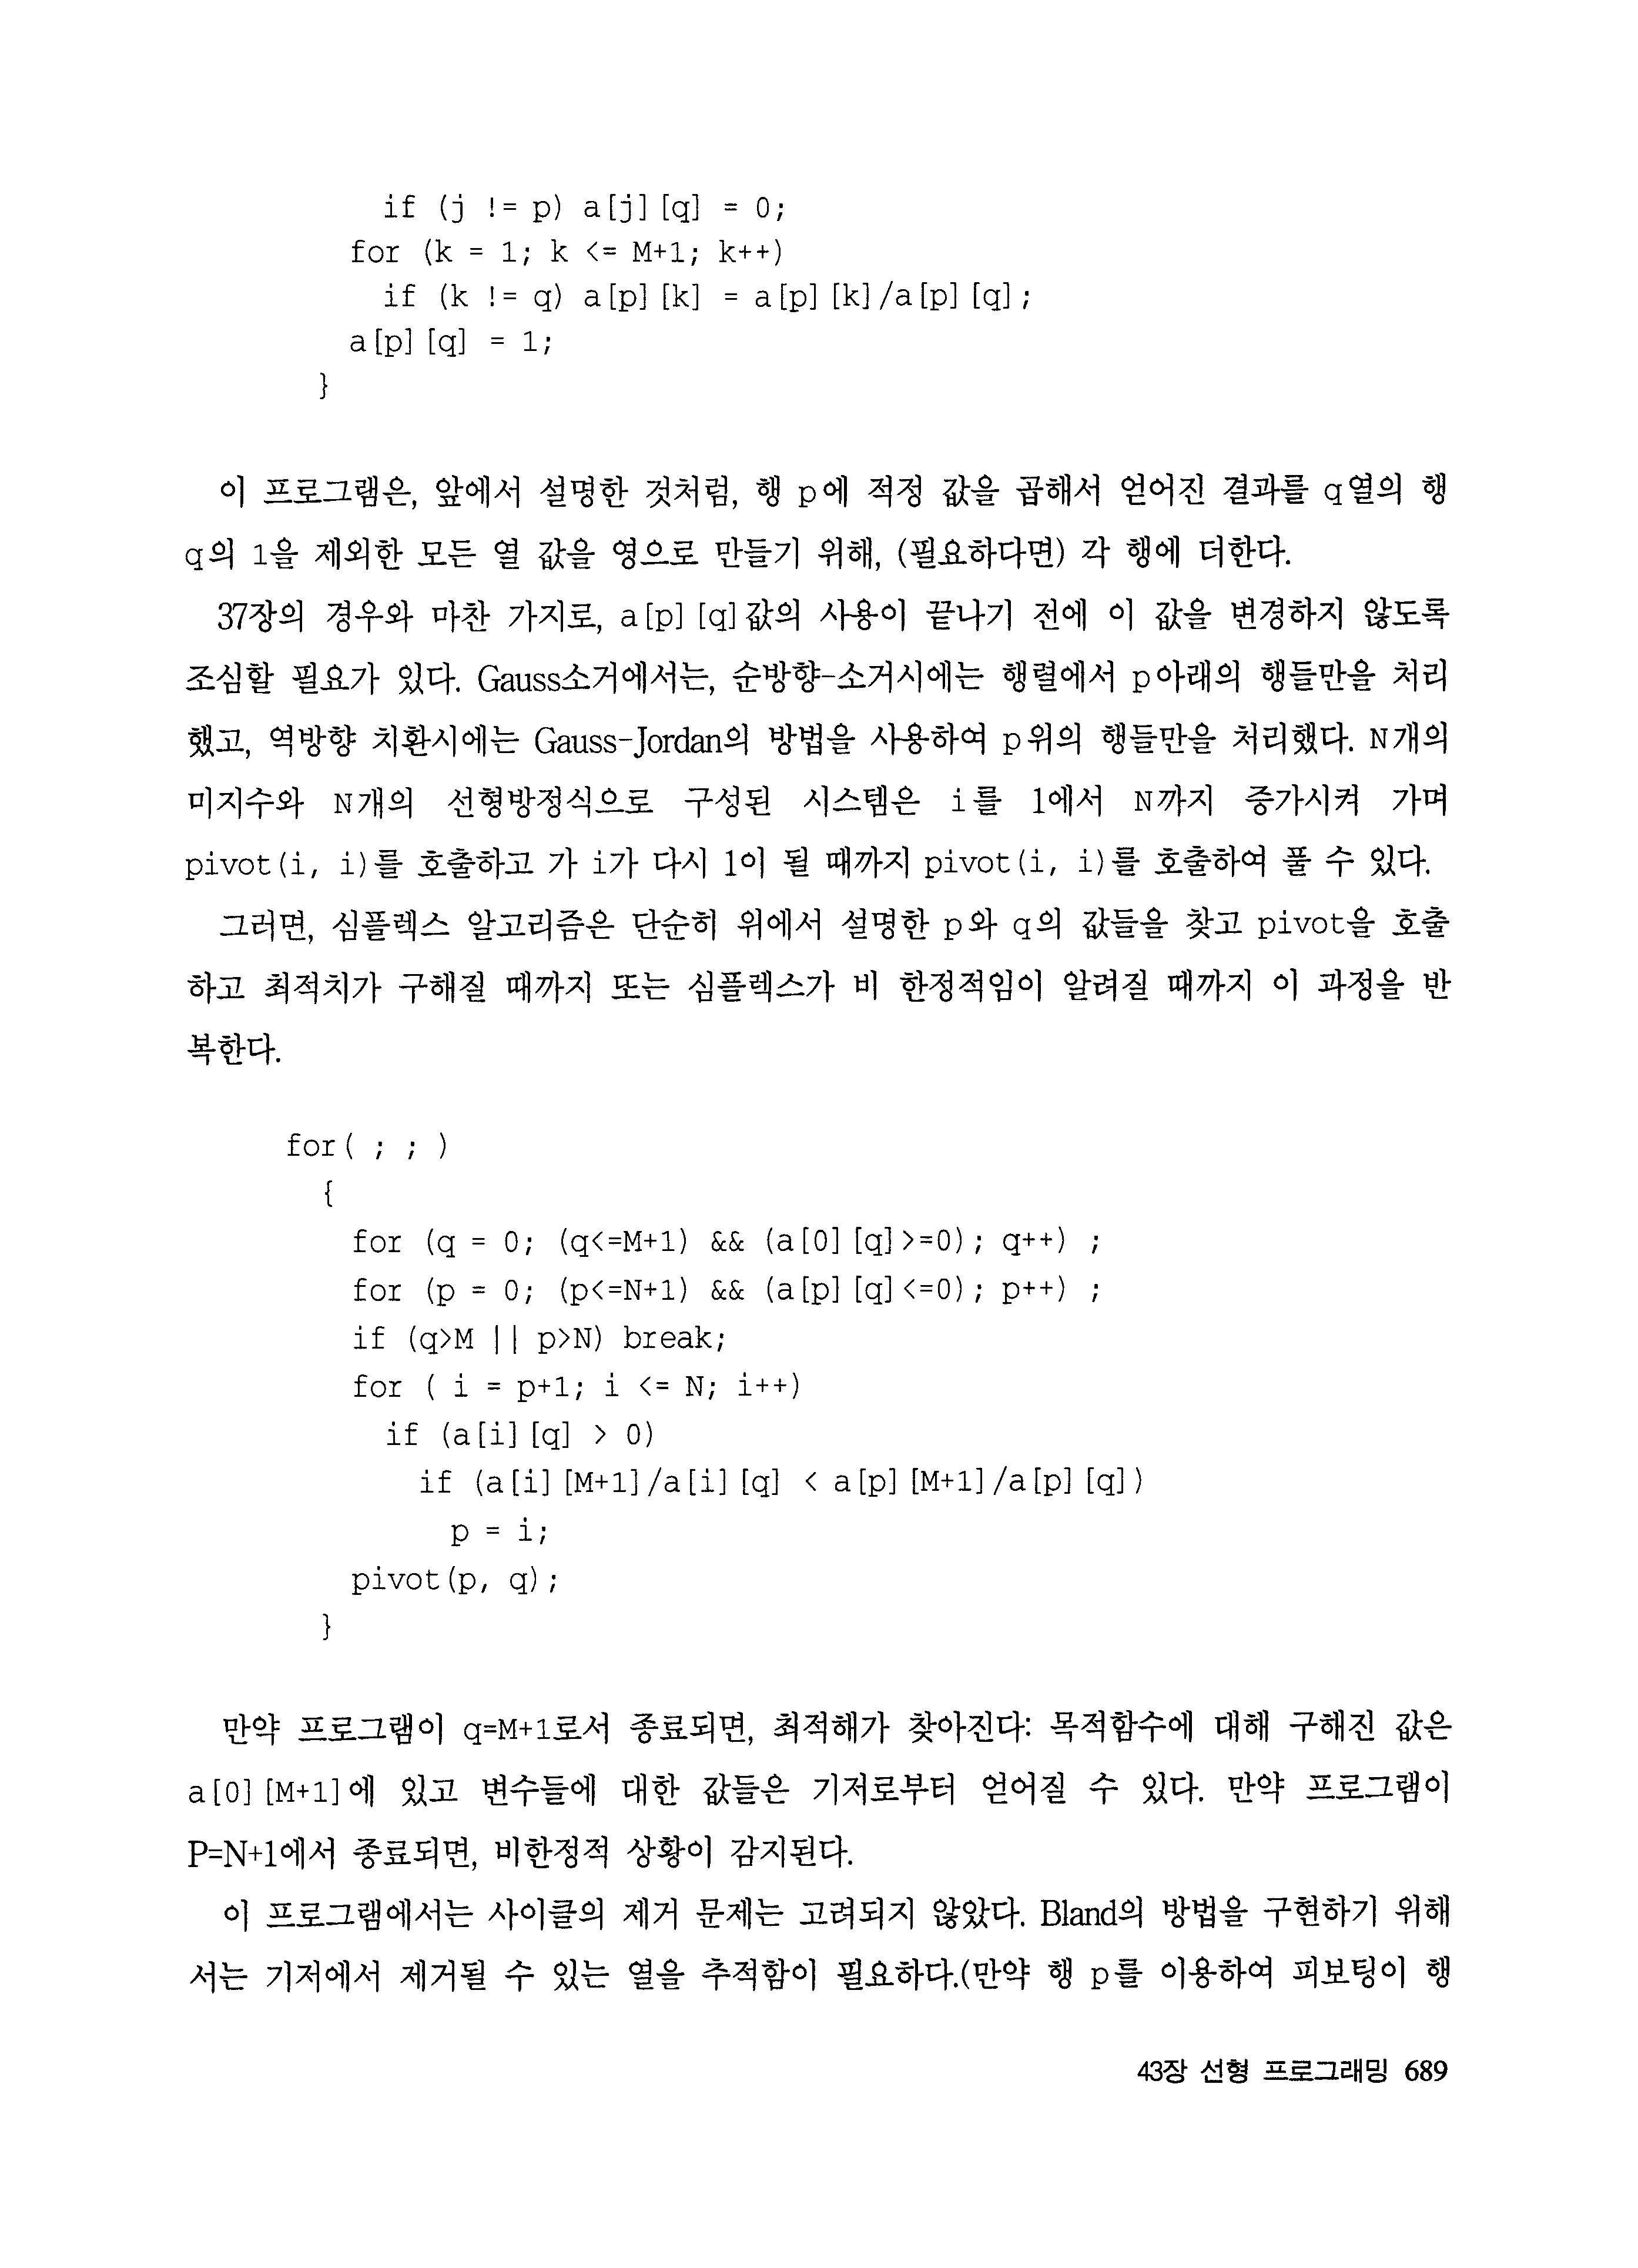 if (j != p) a[j][q] = 0;
for (k = 1; k <= M+1; k++)
if (k != q) a[p][k] = a[p][k]/a[p][q];
a[p][q] = 1;
}
이 프로그램은, 앞에서 설명한 것처럼, 행 p에 적정 값을 곱해서 얻어진 결과를 q열의 행
q의 1을 제외한 모든 열 값을 영으로 만들기 위해, (필요하다면) 각 행에 더한다.
37장의 경우와 마찬 가지로, a[p][q]값의 사용이 끝나기 전에 이 값을 변경하지 않도록
조심할 필요가 있다. Gauss소거에서는, 순방향-소거시에는 행렬에서 p아래의 행들만을 처리
했고, 역방향 치환시에는 Gauss-Jordan의 방법을 사용하여 p위의 행들만을 처리했다. N개의
미지수와 N개의 선형방정식으로 구성된 시스템은 i를 1에서 N까지 증가시켜 가며
pivot(i, i)를 호출하고 가 i가 다시 1이 될 때까지 pivot(i, i)를 호출하여 풀 수 있다.
그러면, 심플렉스 알고리즘은 단순히 위에서 설명한 p와 q의 값들을 찾고 pivot을 호출
하고 최적치가 구해질 때까지 또는 심플렉스가 비 한정적임이 알려질 때까지 이 과정을 반
복한다.
for( ; ; )
{
for (q = 0; (q<=M+1) && (a[0][q]>=0); q++) ;
for (p = 0; (p<=N+1) && (a[p][q]<=0); p++) ;
if (q>M || p>N) break;
for ( i = p+1; i <= N; i++)
if (a[i][q] > 0)
if (a[i][M+1]/a[i][q] < a[p][M+1]/a[p][q])
p = i;
pivot(p, q);
}
만약 프로그램이 q=M+1로서 종료되면, 최적해가 찾아진다: 목적함수에 대해 구해진 값은
a[0][M+1]에 있고 변수들에 대한 값들은 기저로부터 얻어질 수 있다. 만약 프로그램이
P=N+1에서 종료되면, 비한정적 상황이 감지된다.
이 프로그램에서는 사이클의 제거 문제는 고려되지 않았다. Bland의 방법을 구현하기 위해
서는 기저에서 제거될 수 있는 열을 추적함이 필요하다.(만약 행 p를 이용하여 피보팅이 행
43장 선형 프로그래밍 689